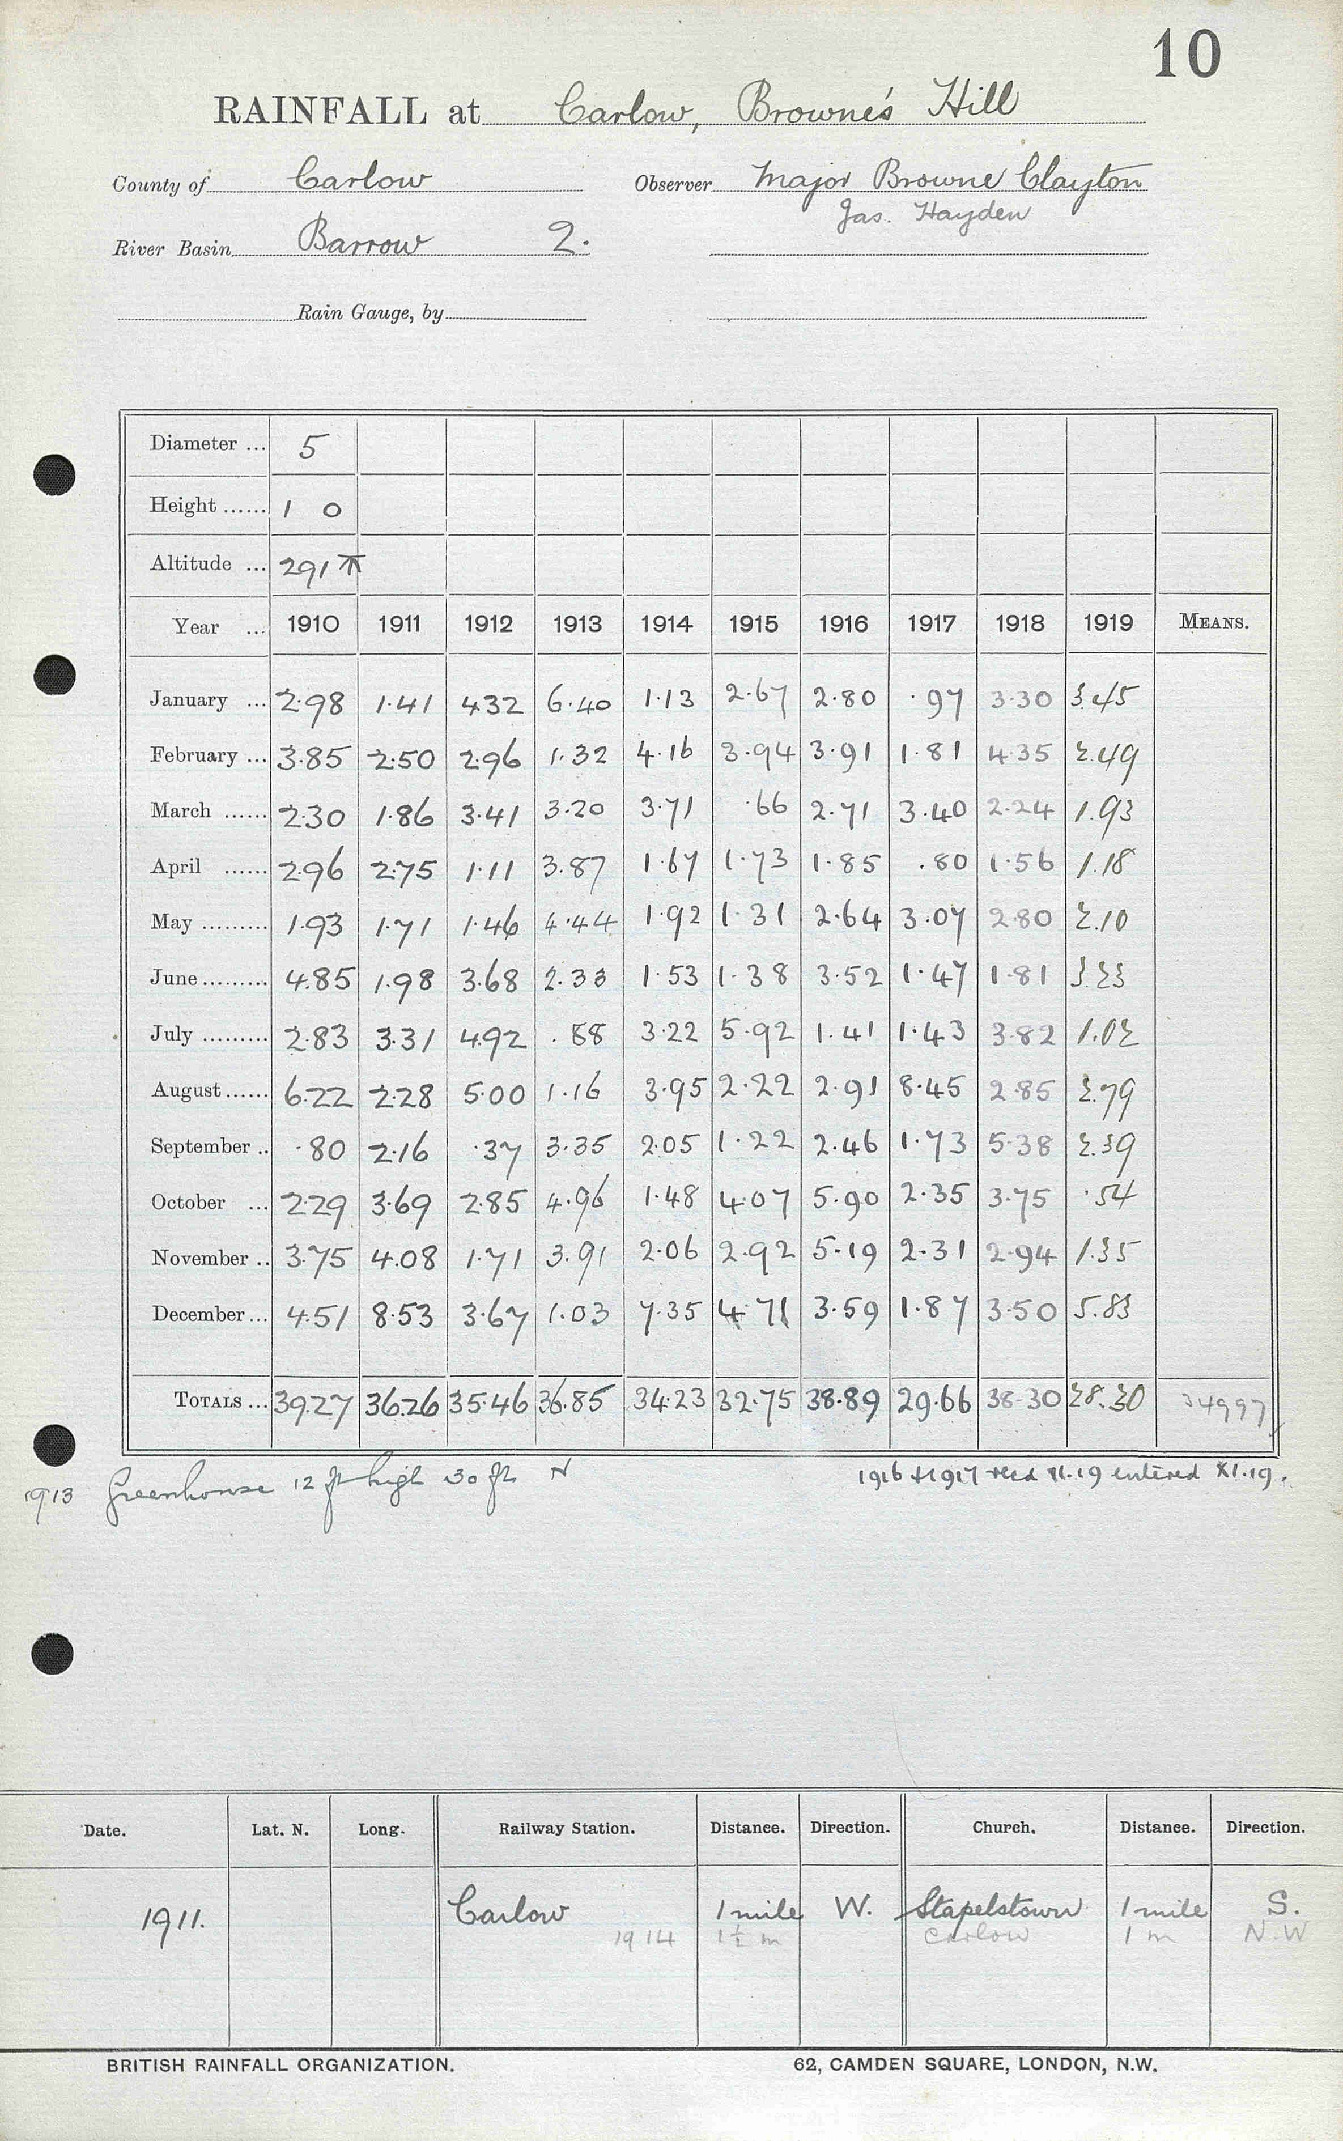 10
RAINFALL at Carlow, Browne's Hill
County of Carlow Observer Major Browne Clayton
Jas. Hayden
River Basin Barrow 2.
Rain Gauge, by
Diameter ... 5
Height ...... 1 0
Altitude ... 291
Year ... 1910 1911 1912 1913 1914 1915 1916 1917 1918 1919 MEANS.
January ... 2.98 1.41 4.32 6.40 1.13 2.67 2.80 .97 3.30 3.45
February ... 3.85 2.50 2.96 1.32 4.16 3.94 3.91 1.81 4.35 2.49
March ...... 2.30 1.86 3.41 3.20 3.71 .66 2.71 3.40 2.24 1.93
April ...... 2.96 2.75 1.11 3.87 1.67 1.73 1.85 .80 1.56 1.18
May ......... 1.93 1.71 1.46 4.44 1.92 1.31 2.64 3.07 2.80 2.10
June......... 4.85 1.98 3.68 2.33 1.53 1.38 3.52 1.47 1.81 3.23
July ......... 2.83 3.31 4.92 .88 3.22 5.92 1.41 1.43 3.82 1.02
August...... 6.22 2.28 5.00 1.16 3.95 2.22 2.91 8.45 2.85 2.79
September .. .80 2.16 .37 3.35 2.05 1.22 2.46 1.73 5.38 2.39
October ... 2.29 3.69 2.85 4.96 1.48 4.07 5.90 2.35 3.75 .54
November .. 3.75 4.08 1.71 3.91 2.06 2.92 5.19 2.31 2.94 1.35
December... 4.51 8.53 3.67 1.03 7.35 4.71 3.59 1.87 3.50 5.83
TOTALS ... 39.27 36.26 35.46 36.85 34.23 32.75 38.89 29.66 38.30 28.30 34997
1913 Greenhouse 12 ft high 30 ft N
1916 + 1917 recd XI.19 entered XI.19.
Date. Lat. N. Long. Railway Station. Distance. Direction. Church. Distance. Direction.
1911. Carlow 1 mile W. Stapelstown 1 mile S.
1914 1½ m Carlow 1 m N.W
BRITISH RAINFALL ORGANIZATION. 62, CAMDEN SQUARE, LONDON, N.W.